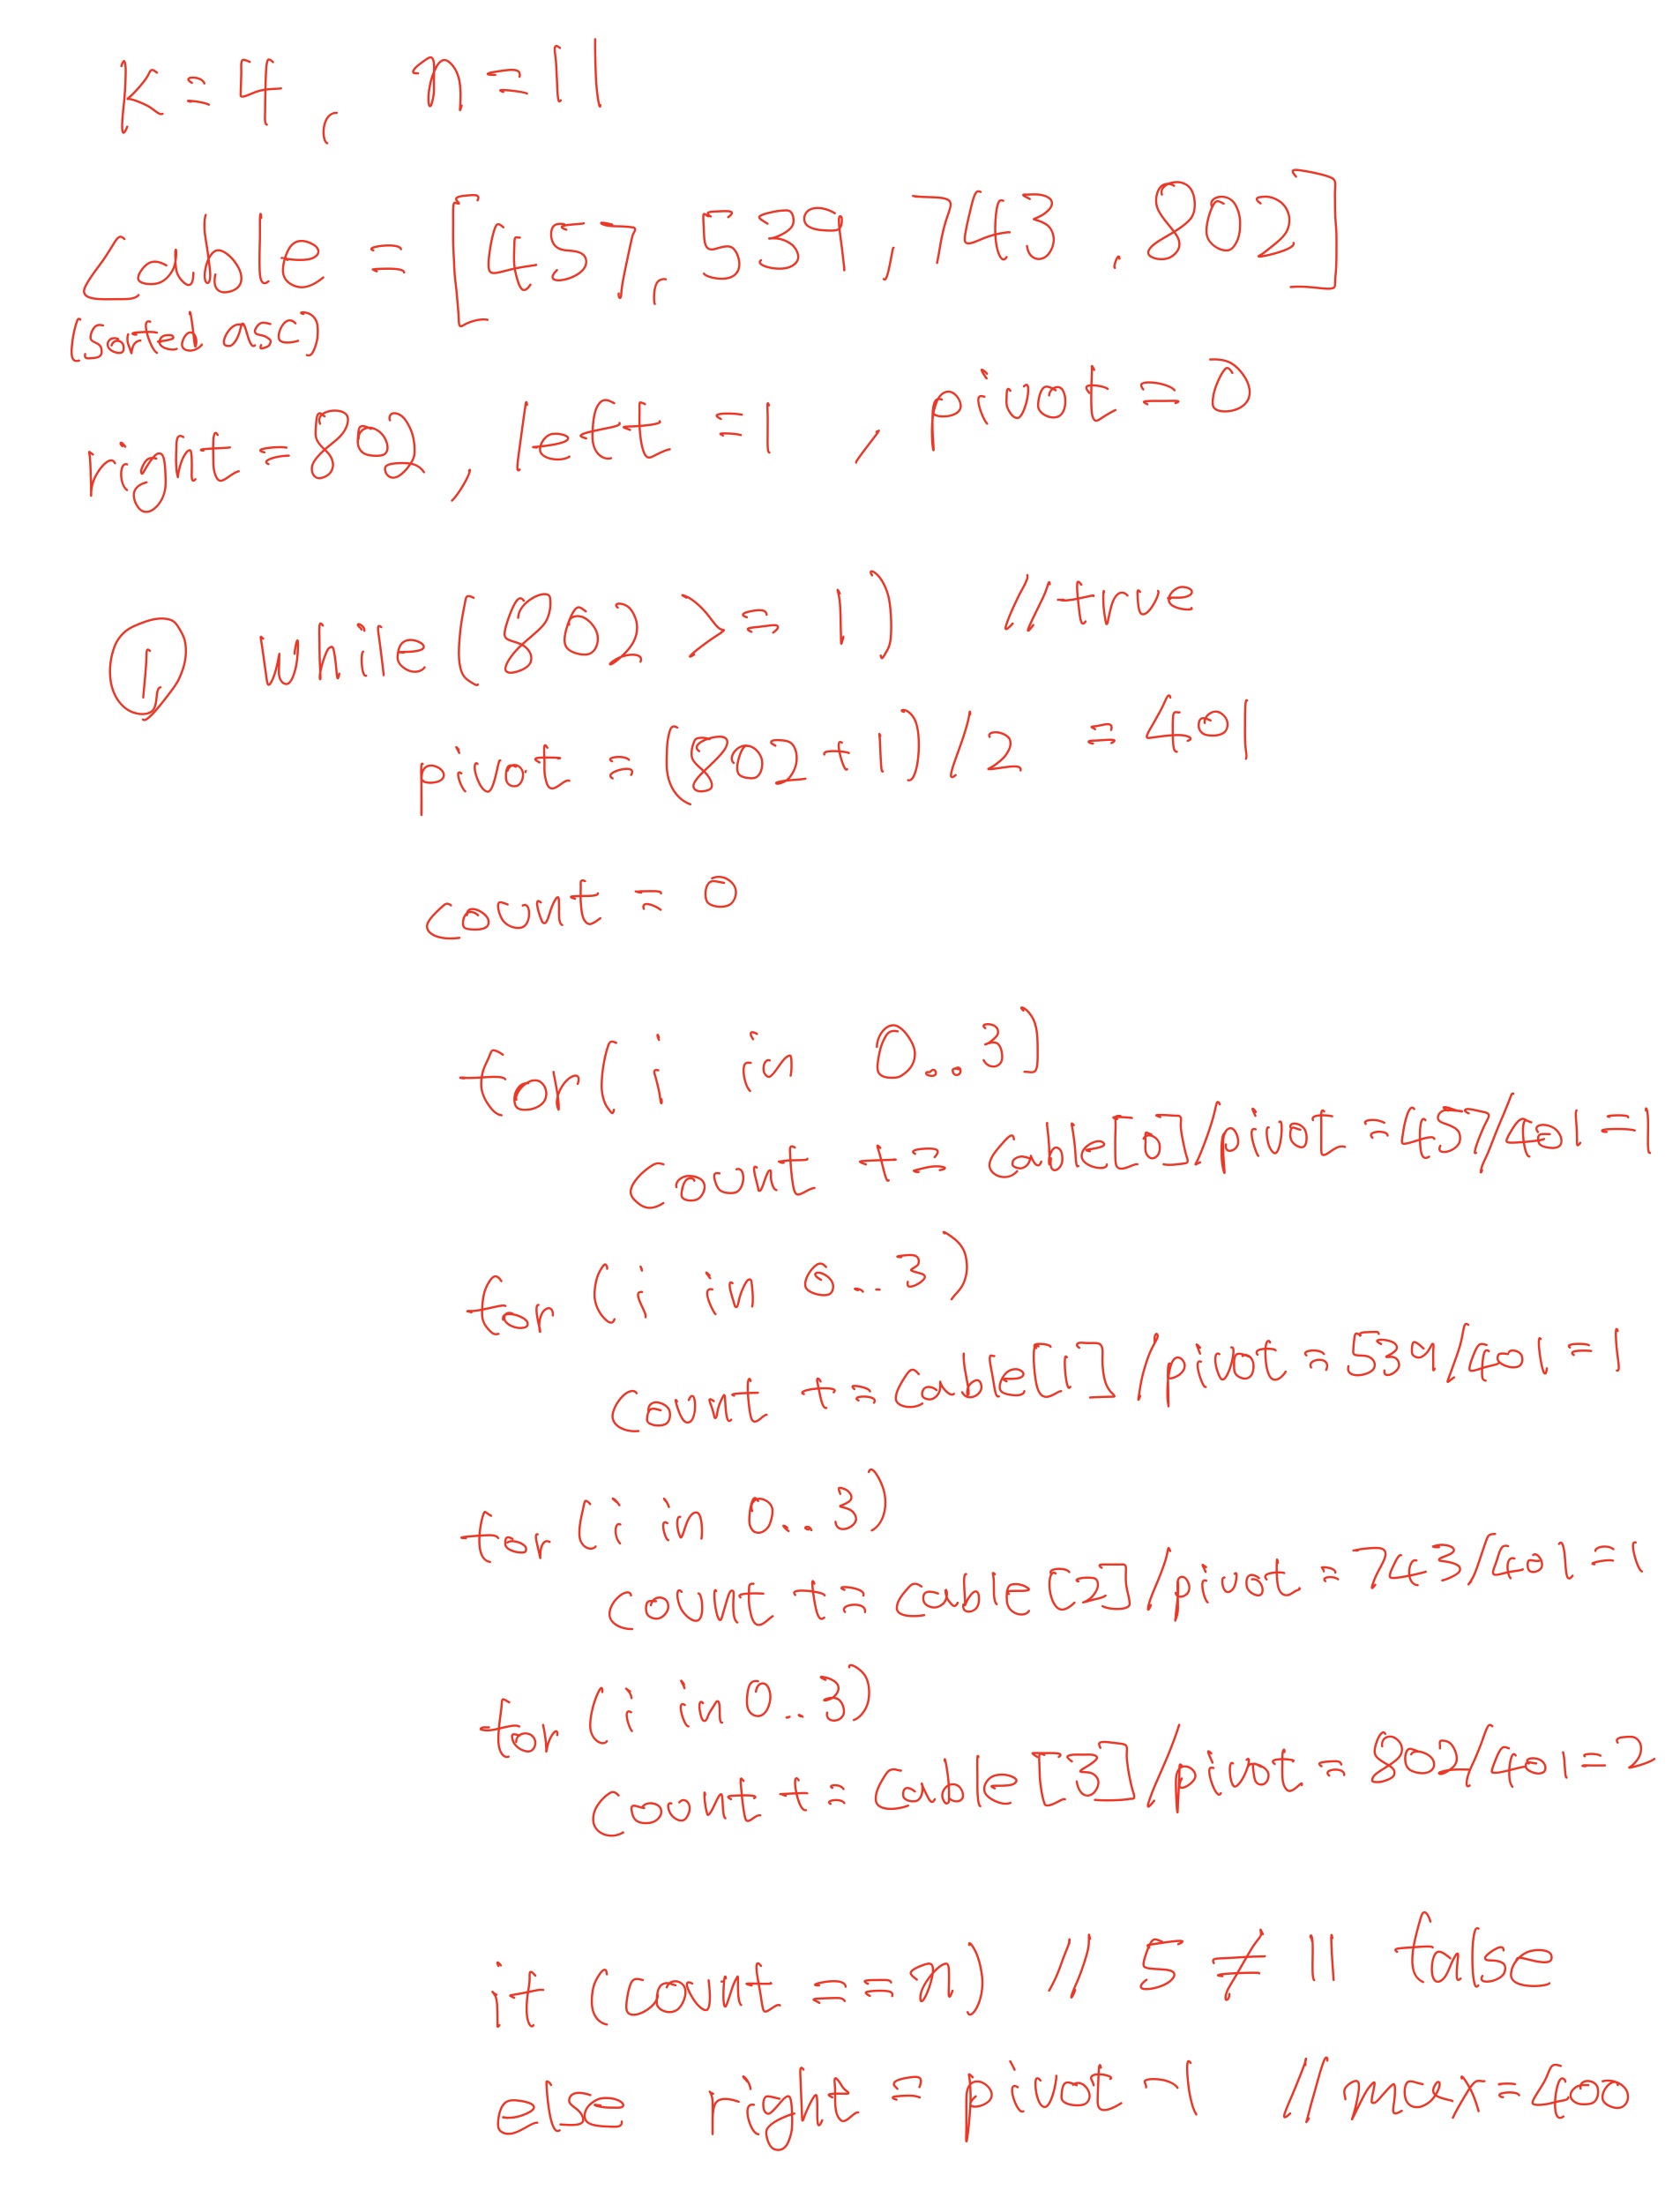 K=4, n=11
Cable = [457, 539, 743, 802]
(Sorted asc)
right=802, left=1, pivot=0
① while(802 >= 1) //true
pivot = (802+1)/2 = 401
count = 0
for(i in 0..3)
count += cable[0]/pivot = 457/401=1
for (i in 0..3)
count += cable[1]/pivot = 539/401=1
for (i in 0..3)
count += cable[2]/pivot = 743/401=1
for (i in 0..3)
count += cable[3]/pivot = 802/401=2
if (count==n) // 5 ≠ 11 false
else right = pivot-1 //max=400